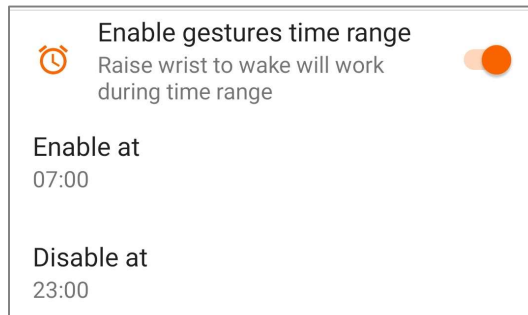 Enable gestures time range
Raise wrist to wake will work
during time range
Enable at
07:00
Disable at
23:00